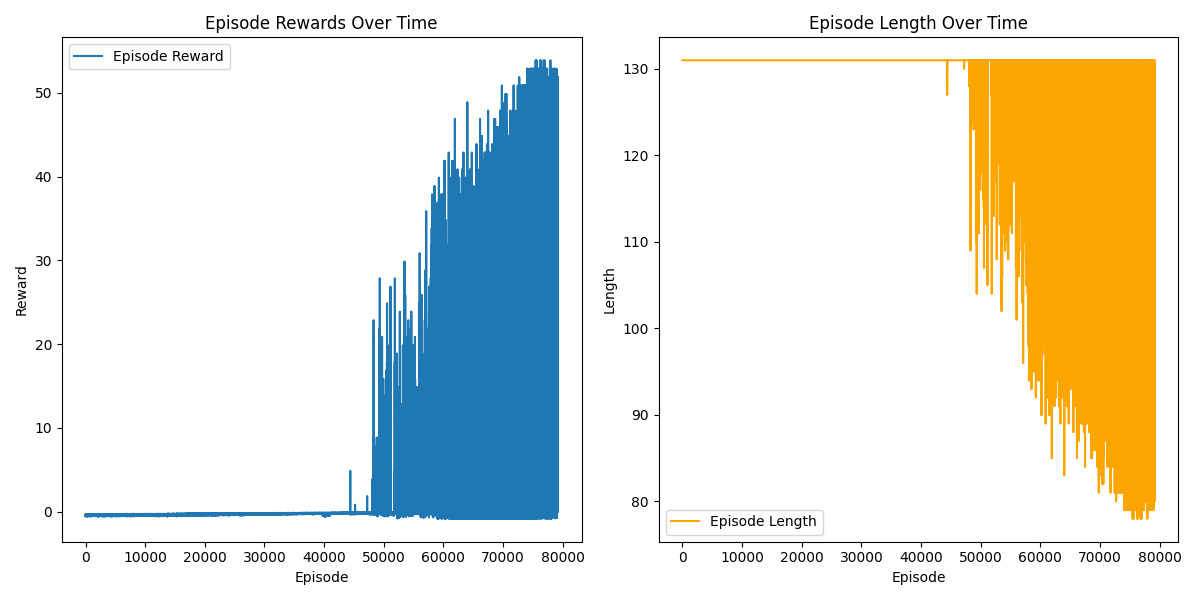 Episode Rewards Over Time
Episode Reward
Reward
50
40
30
20
10
0
0 10000 20000 30000 40000 50000 60000 70000 80000
Episode
Episode Length Over Time
Length
130
120
110
100
90
80
Episode Length
0 10000 20000 30000 40000 50000 60000 70000 80000
Episode